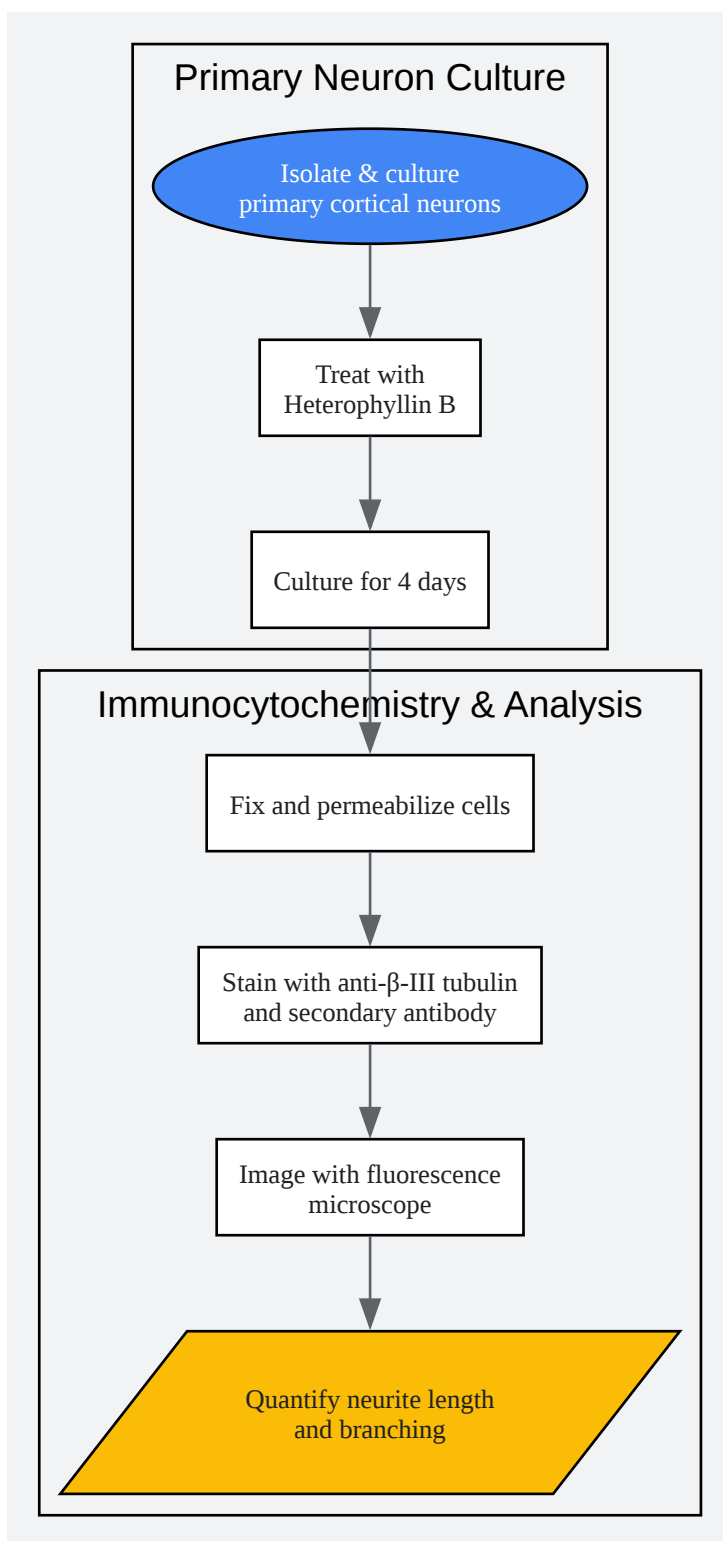 Primary Neuron Culture
Isolate & culture
primary cortical neurons
Treat with
Heterophyllin B
Culture for 4 days
Immunocytochemistry & Analysis
Fix and permeabilize cells
Stain with anti-β-III tubulin
and secondary antibody
Image with fluorescence
microscope
Quantify neurite length
and branching